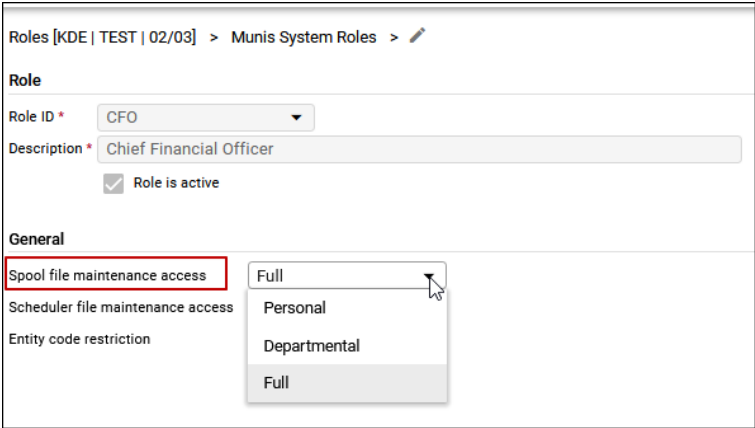 Roles [KDE | TEST | 02/03] > Munis System Roles >
Role
Role ID * CFO
Description * Chief Financial Officer
Role is active
General
Spool file maintenance access Full
Scheduler file maintenance access Personal
Entity code restriction Departmental
Full